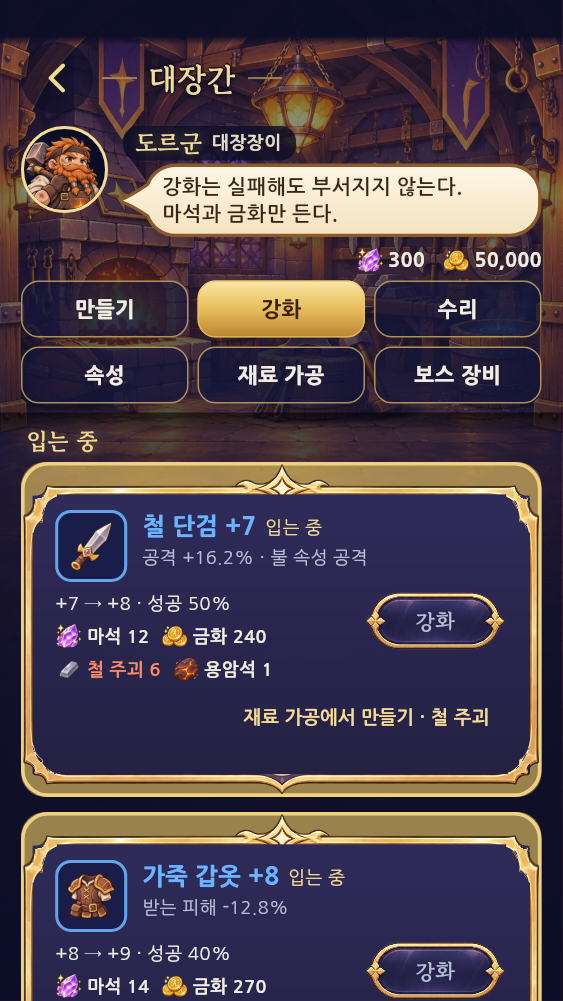 대장간
도르군 대장장이
강화는 실패해도 부서지지 않는다.
마석과 금화만 든다.
300 50,000
만들기 강화 수리
속성 재료 가공 보스 장비
입는 중
철 단검 +7 입는 중
공격 +16.2% · 불 속성 공격
+7 → +8 · 성공 50%
마석 12 금화 240
강화
철 주괴 6 용암석 1
재료 가공에서 만들기 · 철 주괴
가죽 갑옷 +8 입는 중
받는 피해 -12.8%
+8 → +9 · 성공 40%
마석 14 금화 270
강화